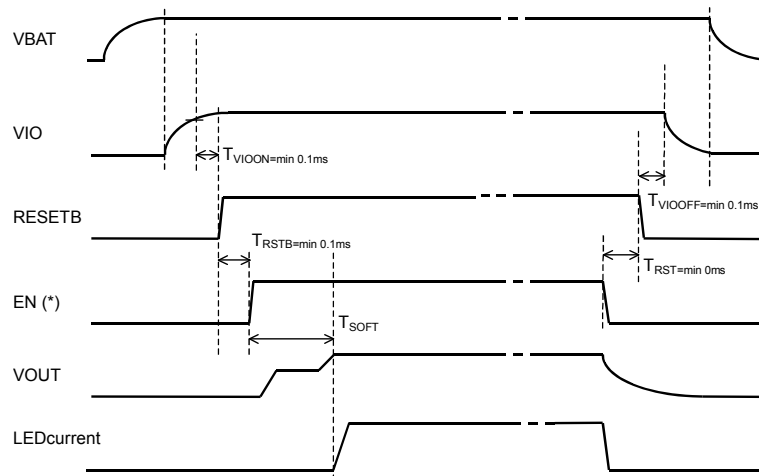 VBAT
VIO
TVIOON=min 0.1ms
TVIOOFF=min 0.1ms
RESETB
TRSTB=min 0.1ms
TRST=min 0ms
EN (*)
TSOFT
VOUT
LEDcurrent